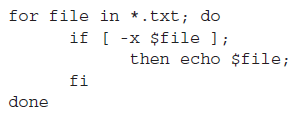 for file in *.txt; do
        if [ -x $file ];
                then echo $file;
        fi
done